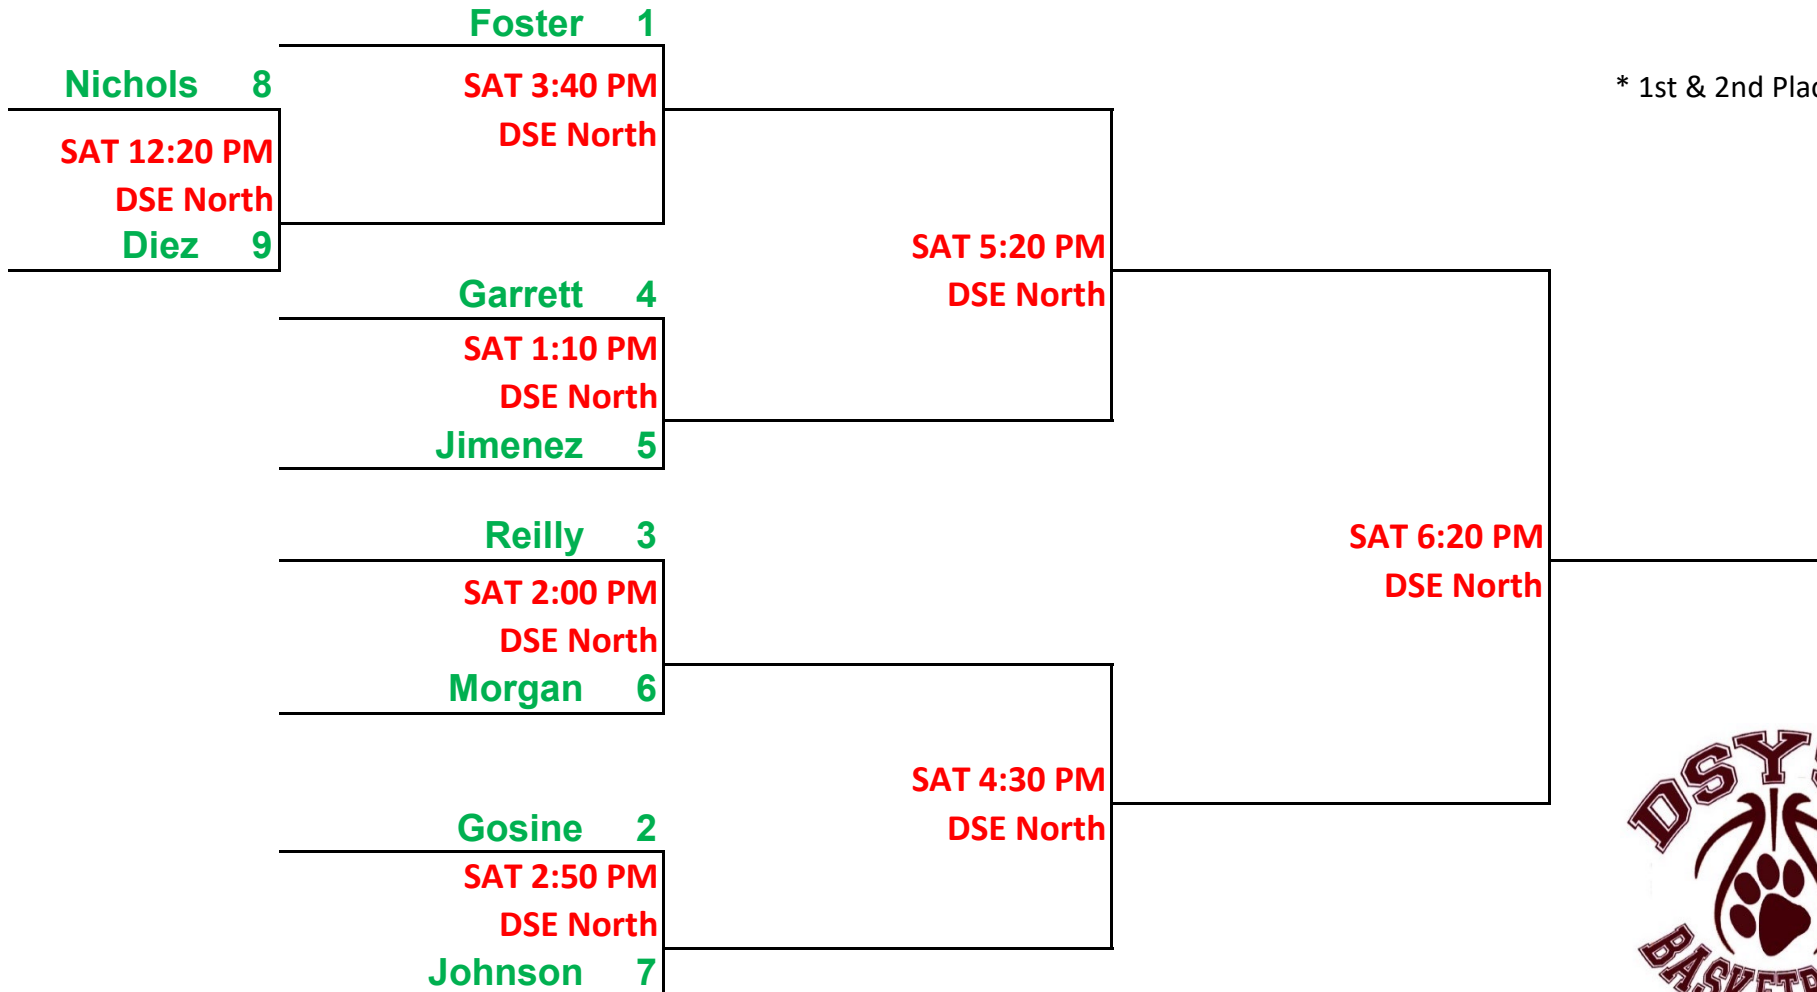 Foster 1
Nichols 8
SAT 3:40 PM
* 1st & 2nd
DSE North
SAT 12:20 PM
DSE North
Diez 9
SAT 5:20 PM
DSE North
Garrett 4
SAT 1:10 PM
DSE North
Jimenez 5
Reilly 3
SAT 6:20 PM
DSE North
SAT 2:00 PM
DSE North
Morgan 6
SAT 4:30 PM
DSE North
Gosine 2
SAT 2:50 PM
DSE North
Johnson 7